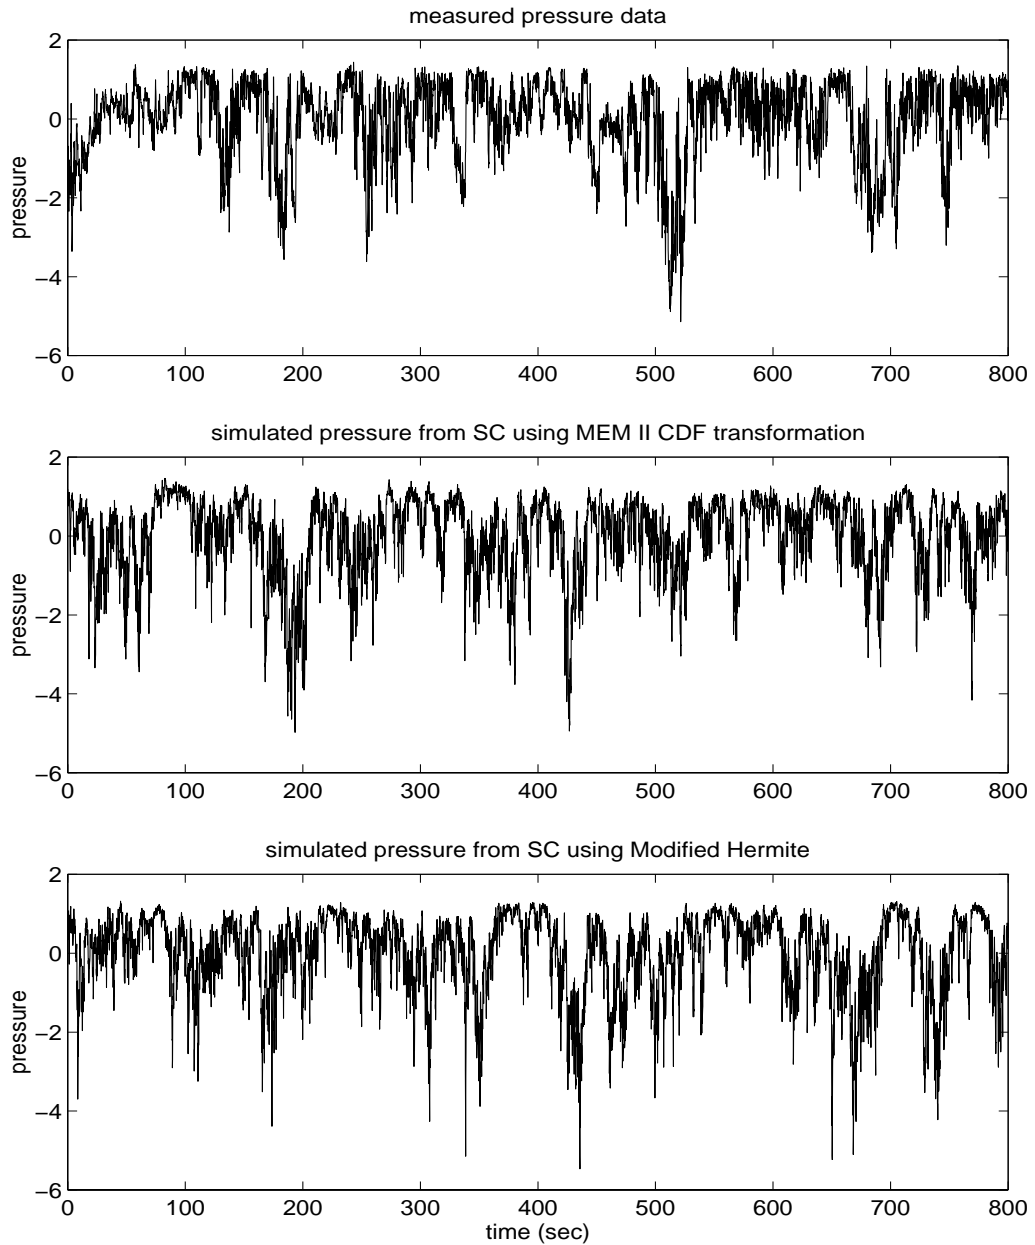 measured pressure data
2
0
−2
−4
−6
pressure
0 100 200 300 400 500 600 700 800
simulated pressure from SC using MEM II CDF transformation
2
0
−2
−4
−6
pressure
0 100 200 300 400 500 600 700 800
simulated pressure from SC using Modified Hermite
2
0
−2
−4
−6
pressure
0 100 200 300 400 500 600 700 800
time (sec)